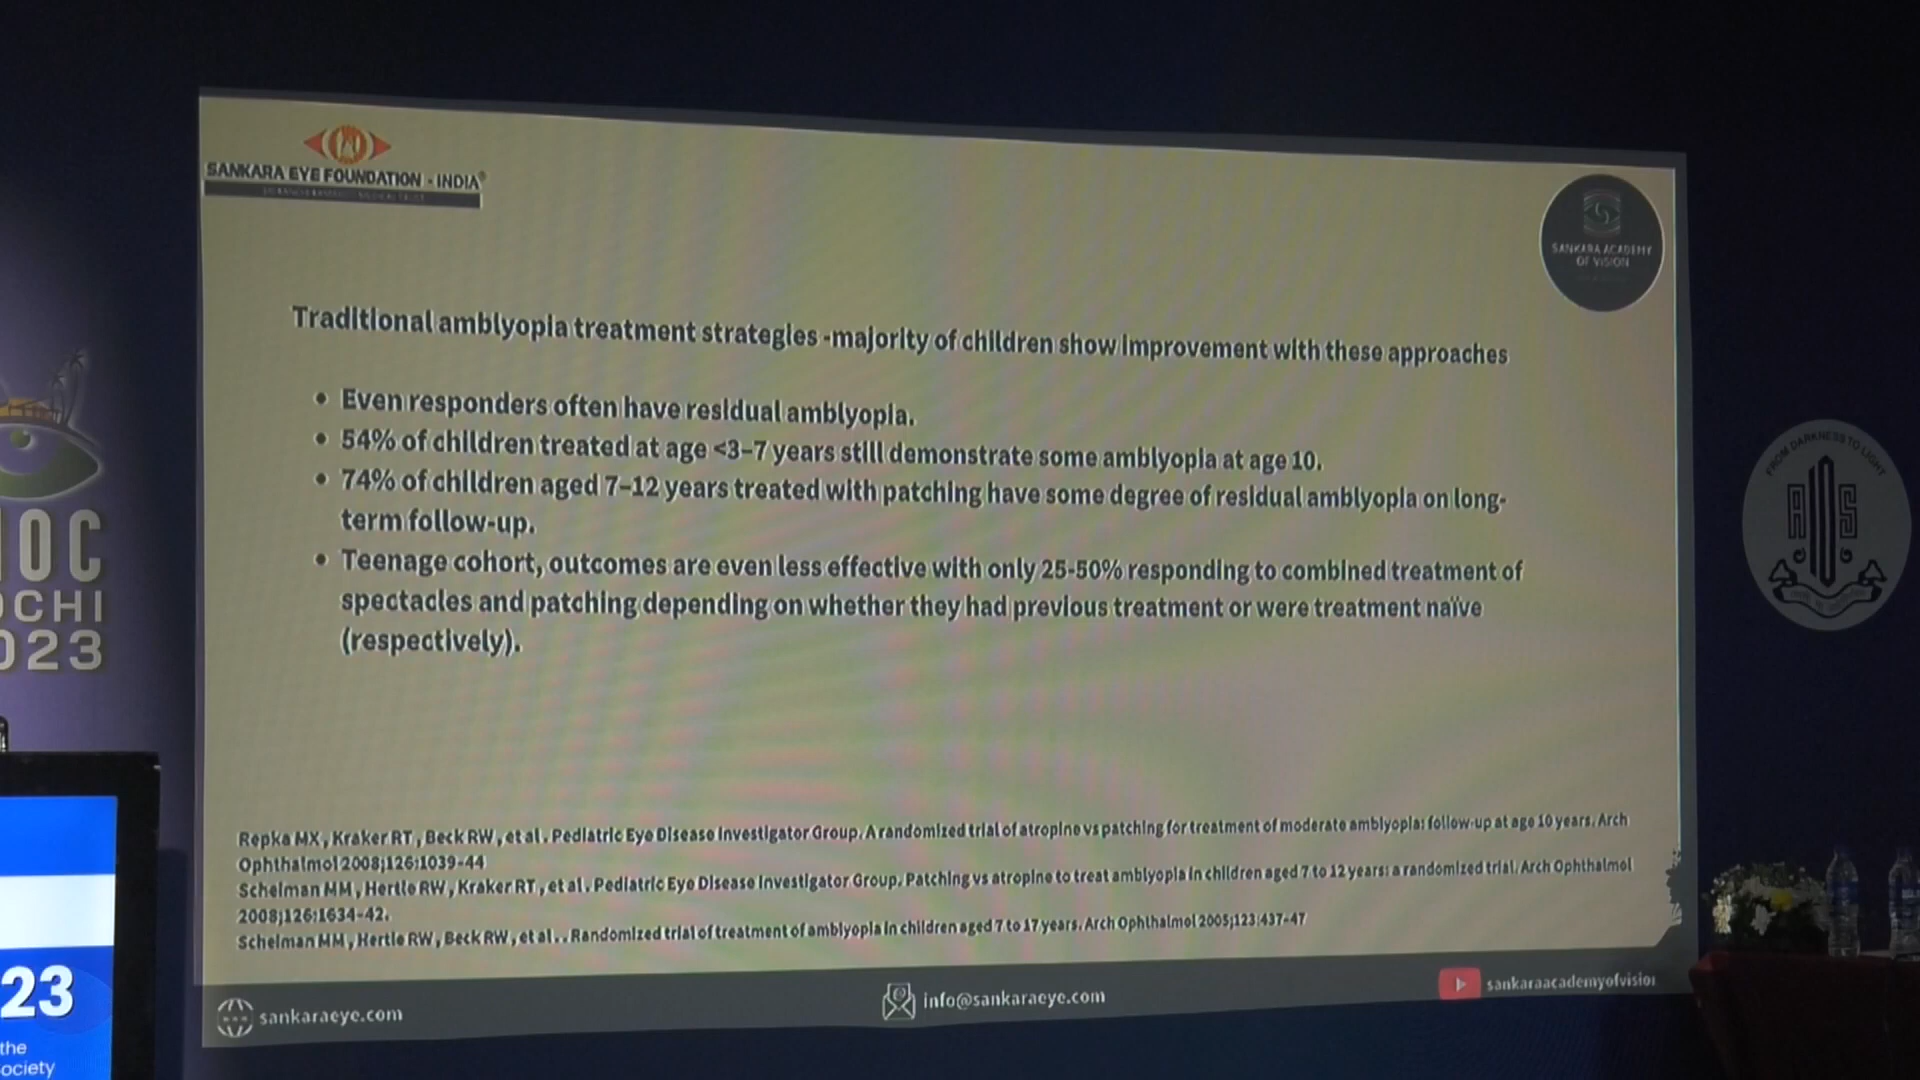 SANKARA EYE FOUNDATION - INDIA®
SANKARA ACADEMY
OF VISION
Traditional amblyopia treatment strategies -majority of children show improvement with these approaches
• Even responders often have residual amblyopia.
• 54% of children treated at age <3–7 years still demonstrate some amblyopia at age 10.
• 74% of children aged 7–12 years treated with patching have some degree of residual amblyopia on long-
term follow-up.
• Teenage cohort, outcomes are even less effective with only 25-50% responding to combined treatment of
spectacles and patching depending on whether they had previous treatment or were treatment naïve
(respectively).
Repka MX , Kraker RT , Beck RW , et al . Pediatric Eye Disease Investigator Group. A randomized trial of atropine vs patching for treatment of moderate amblyopia: follow-up at age 10 years. Arch
Ophthalmol 2008;126:1039-44
Scheiman MM , Hertle RW , Kraker RT , et al . Pediatric Eye Disease Investigator Group. Patching vs atropine to treat amblyopia in children aged 7 to 12 years: a randomized trial. Arch Ophthalmol
2008;126:1634-42.
Scheiman MM , Hertle RW , Beck RW , et al . . Randomized trial of treatment of amblyopia in children aged 7 to 17 years. Arch Ophthalmol 2005;123:437-47
sankaraeye.com
info@sankaraeye.com
sankaraacademyofvision
IOC
OCHI
023
23
the
ociety
FROM DARKNESS TO LIGHT
AIOS